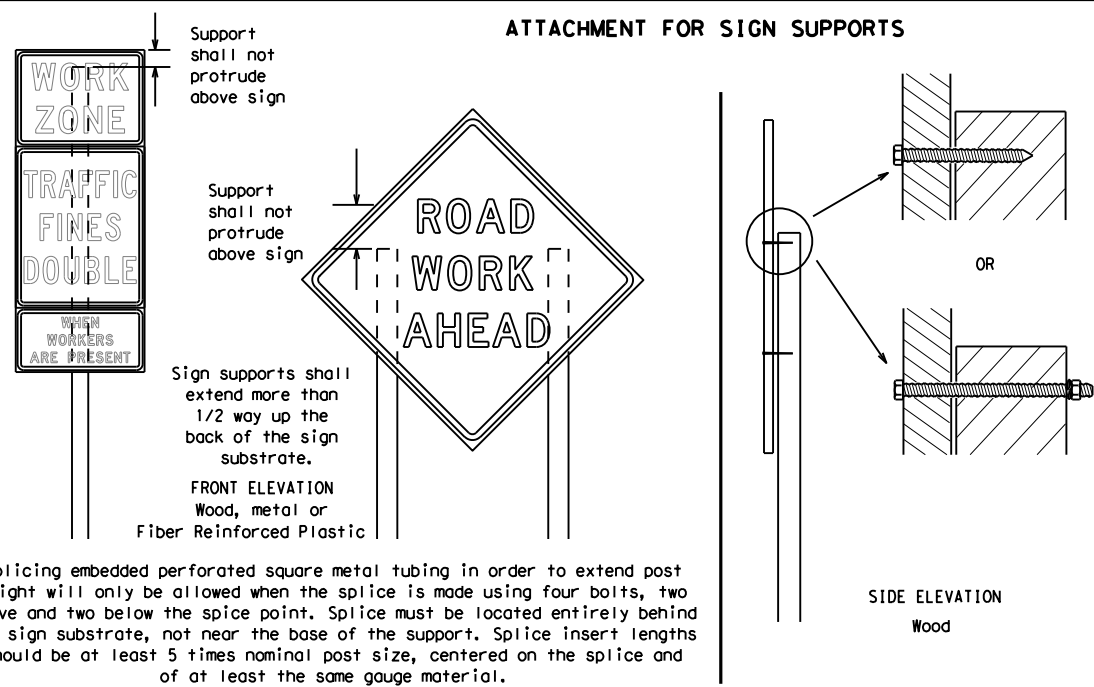 ATTACHMENT FOR SIGN SUPPORTS
WORK
ZONE
TRAFFIC
FINES
DOUBLE
WHEN
WORKERS
ARE PRESENT
Support
shall not
protrude
above sign
Support
shall not
protrude
above sign
ROAD
WORK
AHEAD
Sign supports shall
extend more than
1/2 way up the
back of the sign
substrate.
FRONT ELEVATION
Wood, metal or
Fiber Reinforced Plastic
OR
SIDE ELEVATION
Wood
plicing embedded perforated square metal tubing in order to extend post
ight will only be allowed when the splice is made using four bolts, two
ve and two below the spice point. Splice must be located entirely behind
sign substrate, not near the base of the support. Splice insert lengths
ould be at least 5 times nominal post size, centered on the splice and
of at least the same gauge material.